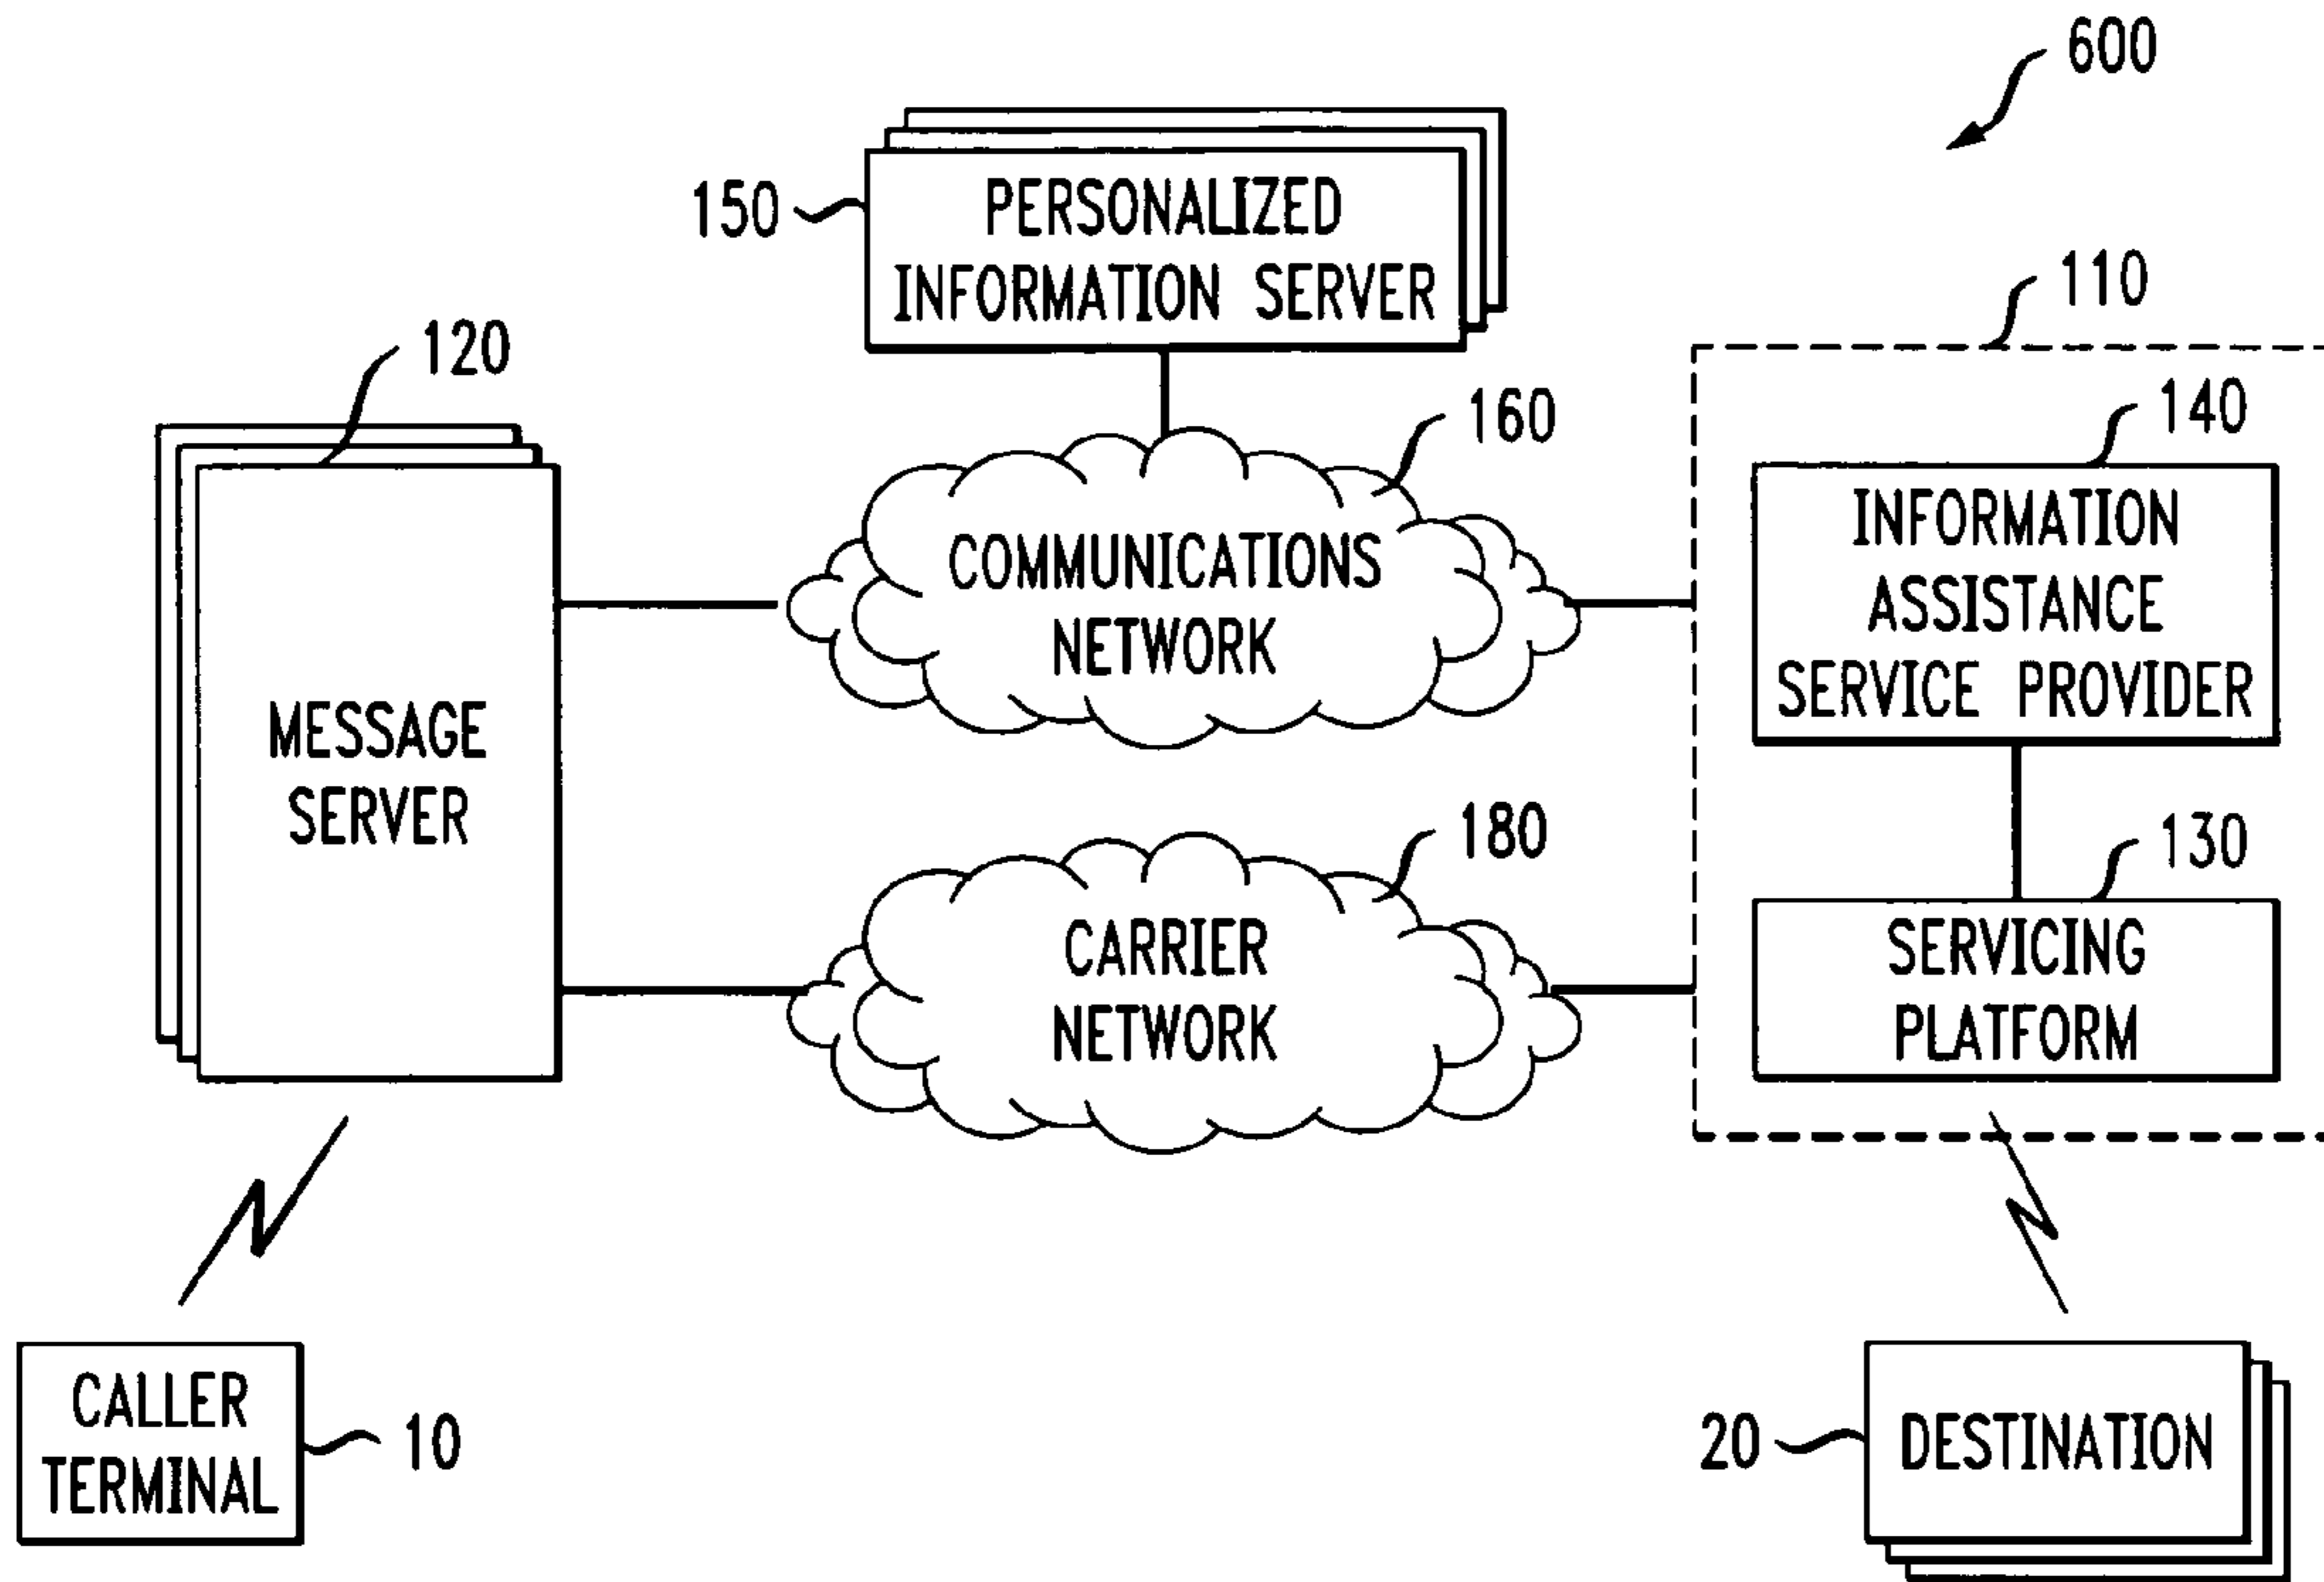 600
150
PERSONALIZED
INFORMATION SERVER
110
120
160
140
INFORMATION
ASSISTANCE
SERVICE PROVIDER
COMMUNICATIONS
NETWORK
MESSAGE
SERVER
180
130
CARRIER
NETWORK
SERVICING
PLATFORM
CALLER
TERMINAL
10
20
DESTINATION